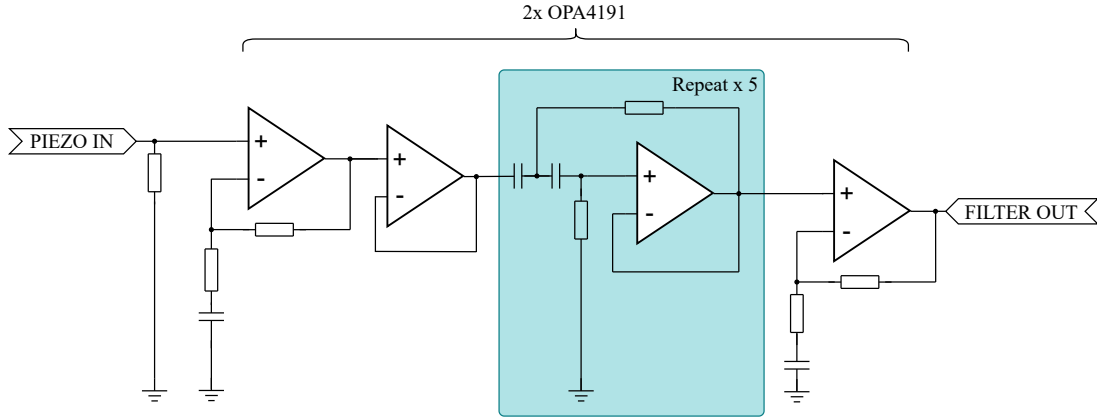 2x OPA4191
Repeat x 5
PIEZO IN
+
-
+
-
+
-
+
-
FILTER OUT